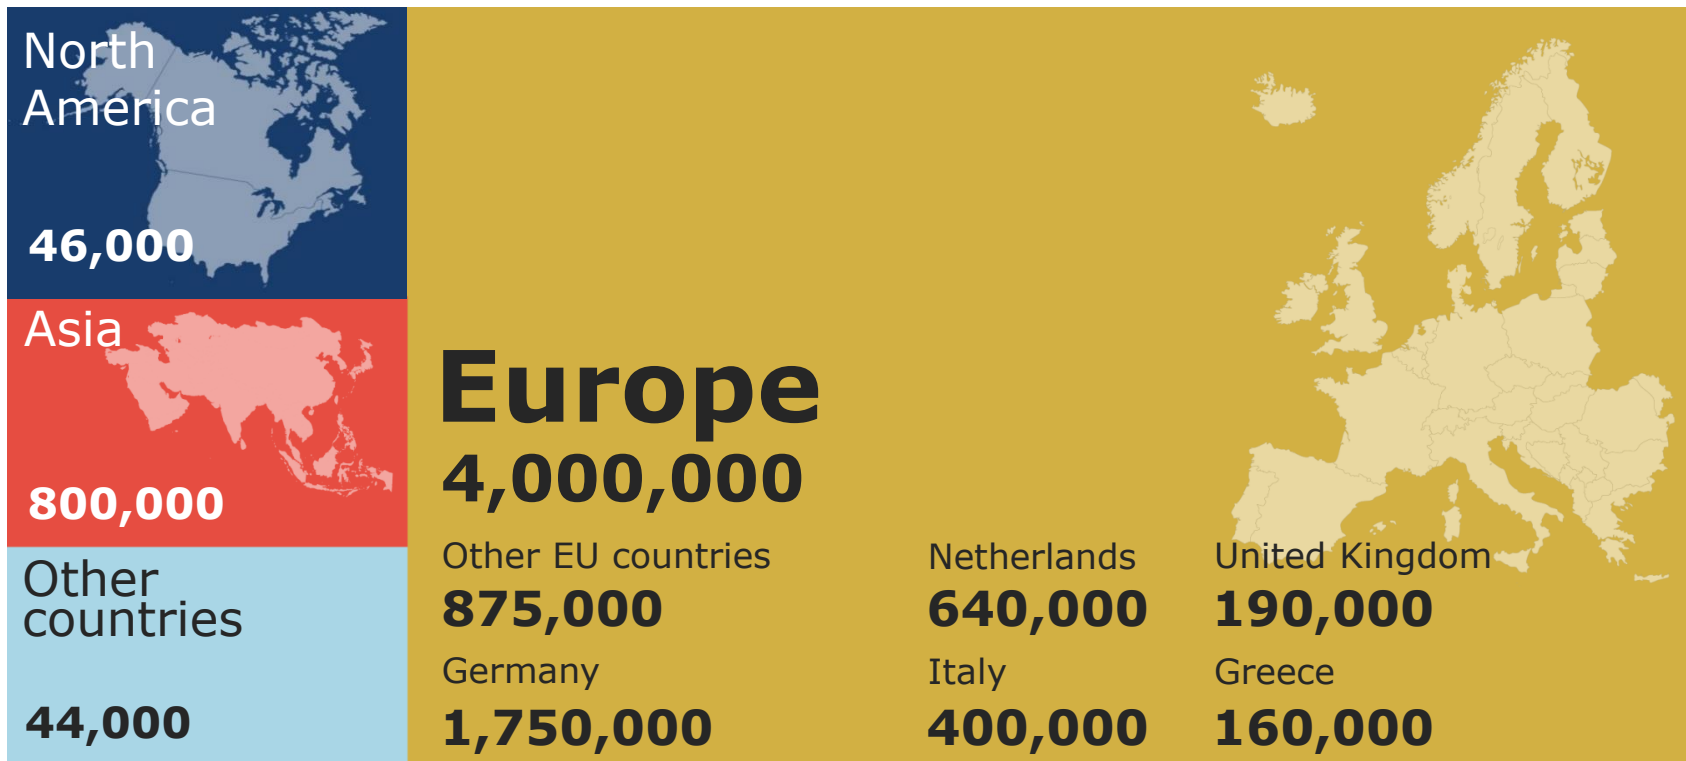 North
America
46,000
Asia
800,000
Other
countries
44,000
Europe
4,000,000
Other EU countries
875,000
Netherlands
640,000
United Kingdom
190,000
Germany
1,750,000
Italy
400,000
Greece
160,000